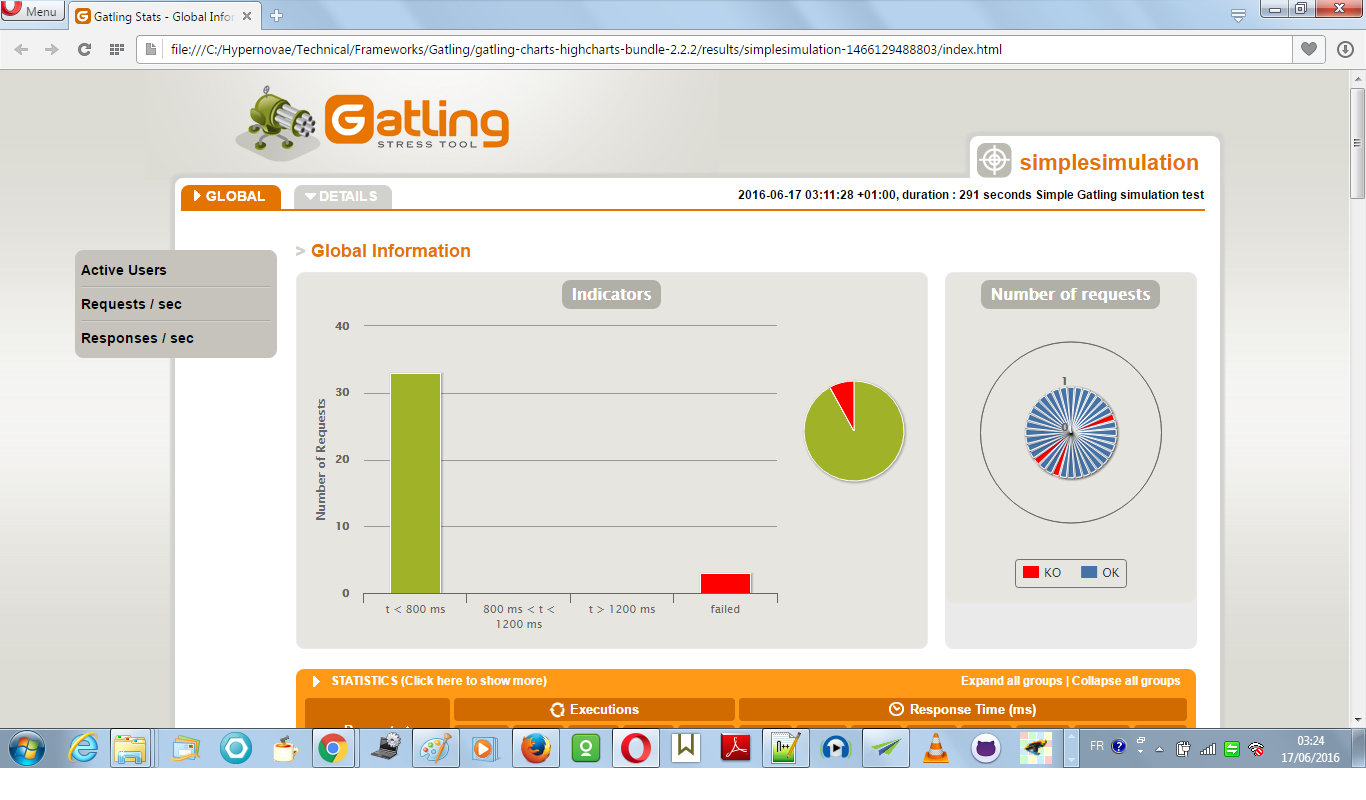 Menu
Gatling Stats - Global Infor
file:///C:/Hypernovae/Technical/Frameworks/Gatling/gatling-charts-highcharts-bundle-2.2.2/results/simplesimulation-1466129488803/index.html
Gatling
STRESS TOOL
simplesimulation
GLOBAL
DETAILS
2016-06-17 03:11:28 +01:00, duration : 291 seconds Simple Gatling simulation test
Active Users
Requests / sec
Responses / sec
> Global Information
Indicators
Number of Requests
40
30
20
10
0
t < 800 ms
800 ms < t <
1200 ms
t > 1200 ms
failed
Number of requests
1
0
KO
OK
STATISTICS (Click here to show more)
Expand all groups | Collapse all groups
Executions
Response Time (ms)
FR
03:24
17/06/2016